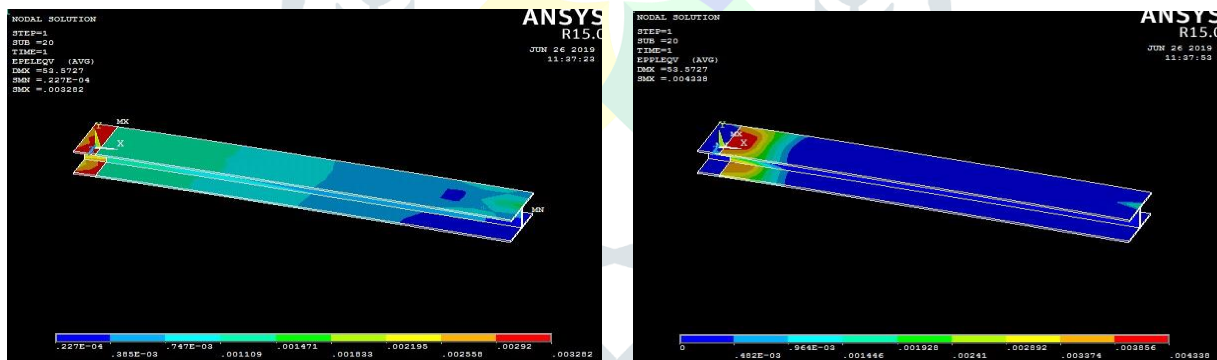 NODAL SOLUTION
STEP=1
SUB =20
TIME=1
EPELEQV (AVG)
DMX=53.5727
SMN =.227E-04
SMX=.003282
ANSYS
R15.0
JUN 26 2019
11:37:23
MX
Y
X
MN
.227E-04 .747E-03 .001471 .002195 .00292
.385E-03 .001109 .001833 .002558 .003282
NODAL SOLUTION
STEP=1
SUB =20
TIME=1
EPPLEQV (AVG)
DMX=53.5727
SMX=.004338
ANSYS
R15.0
JUN 26 2019
11:37:53
Y
MX
X
0 .964E-03 .001928 .002892 .003856
.482E-03 .001446 .00241 .003374 .004338